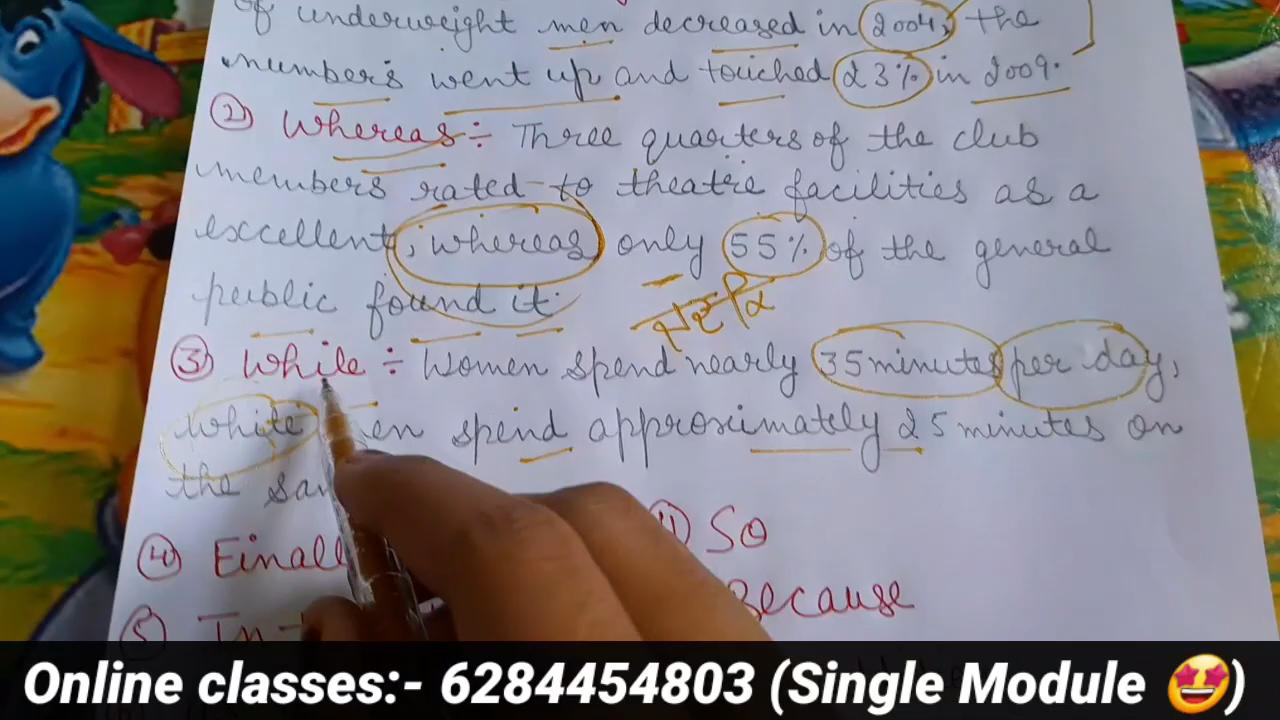 of underweight men decreased in 2004, the
numbers went up and touched 23% in 2009.
② Whereas ÷ Three quarters of the club
members rated to theatre facilities as a
excellent, whereas only 55% of the general
public found it.
③ While ÷ Women spend nearly 35 minutes per day,
while spend approximately 25 minutes on
the
④ 11) So
⑤ Because
Online classes:- 6284454803 (Single Module 🤩)